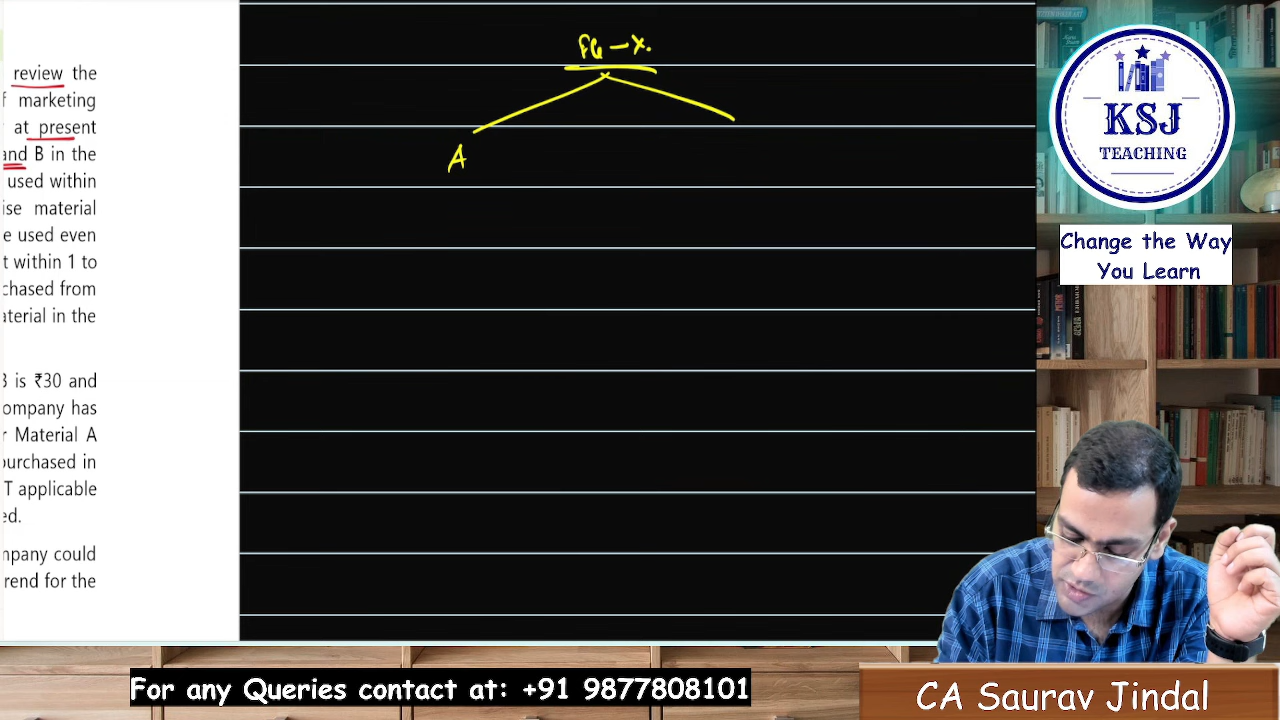 review the
f marketing
at present
and B in the
used within
ise material
e used even
t within 1 to
chased from
aterial in the
3 is ₹30 and
ompany has
r Material A
purchased in
T applicable
ed.
mpany could
rend for the
FG - X.
A
KSJ
TEACHING
Change the Way
You Learn
For any Queries contact at: +91 9877808101
CA Saurav Jindal